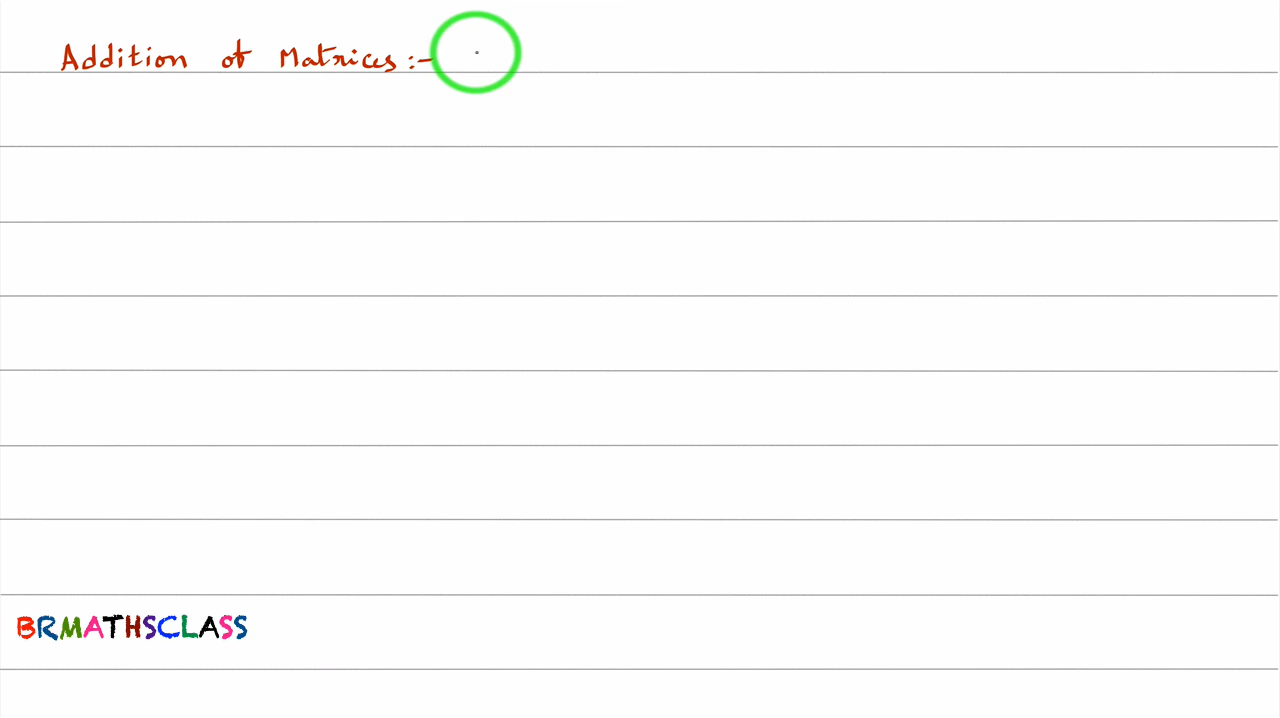 Addition of Matrices :-
BRMATHSCLASS